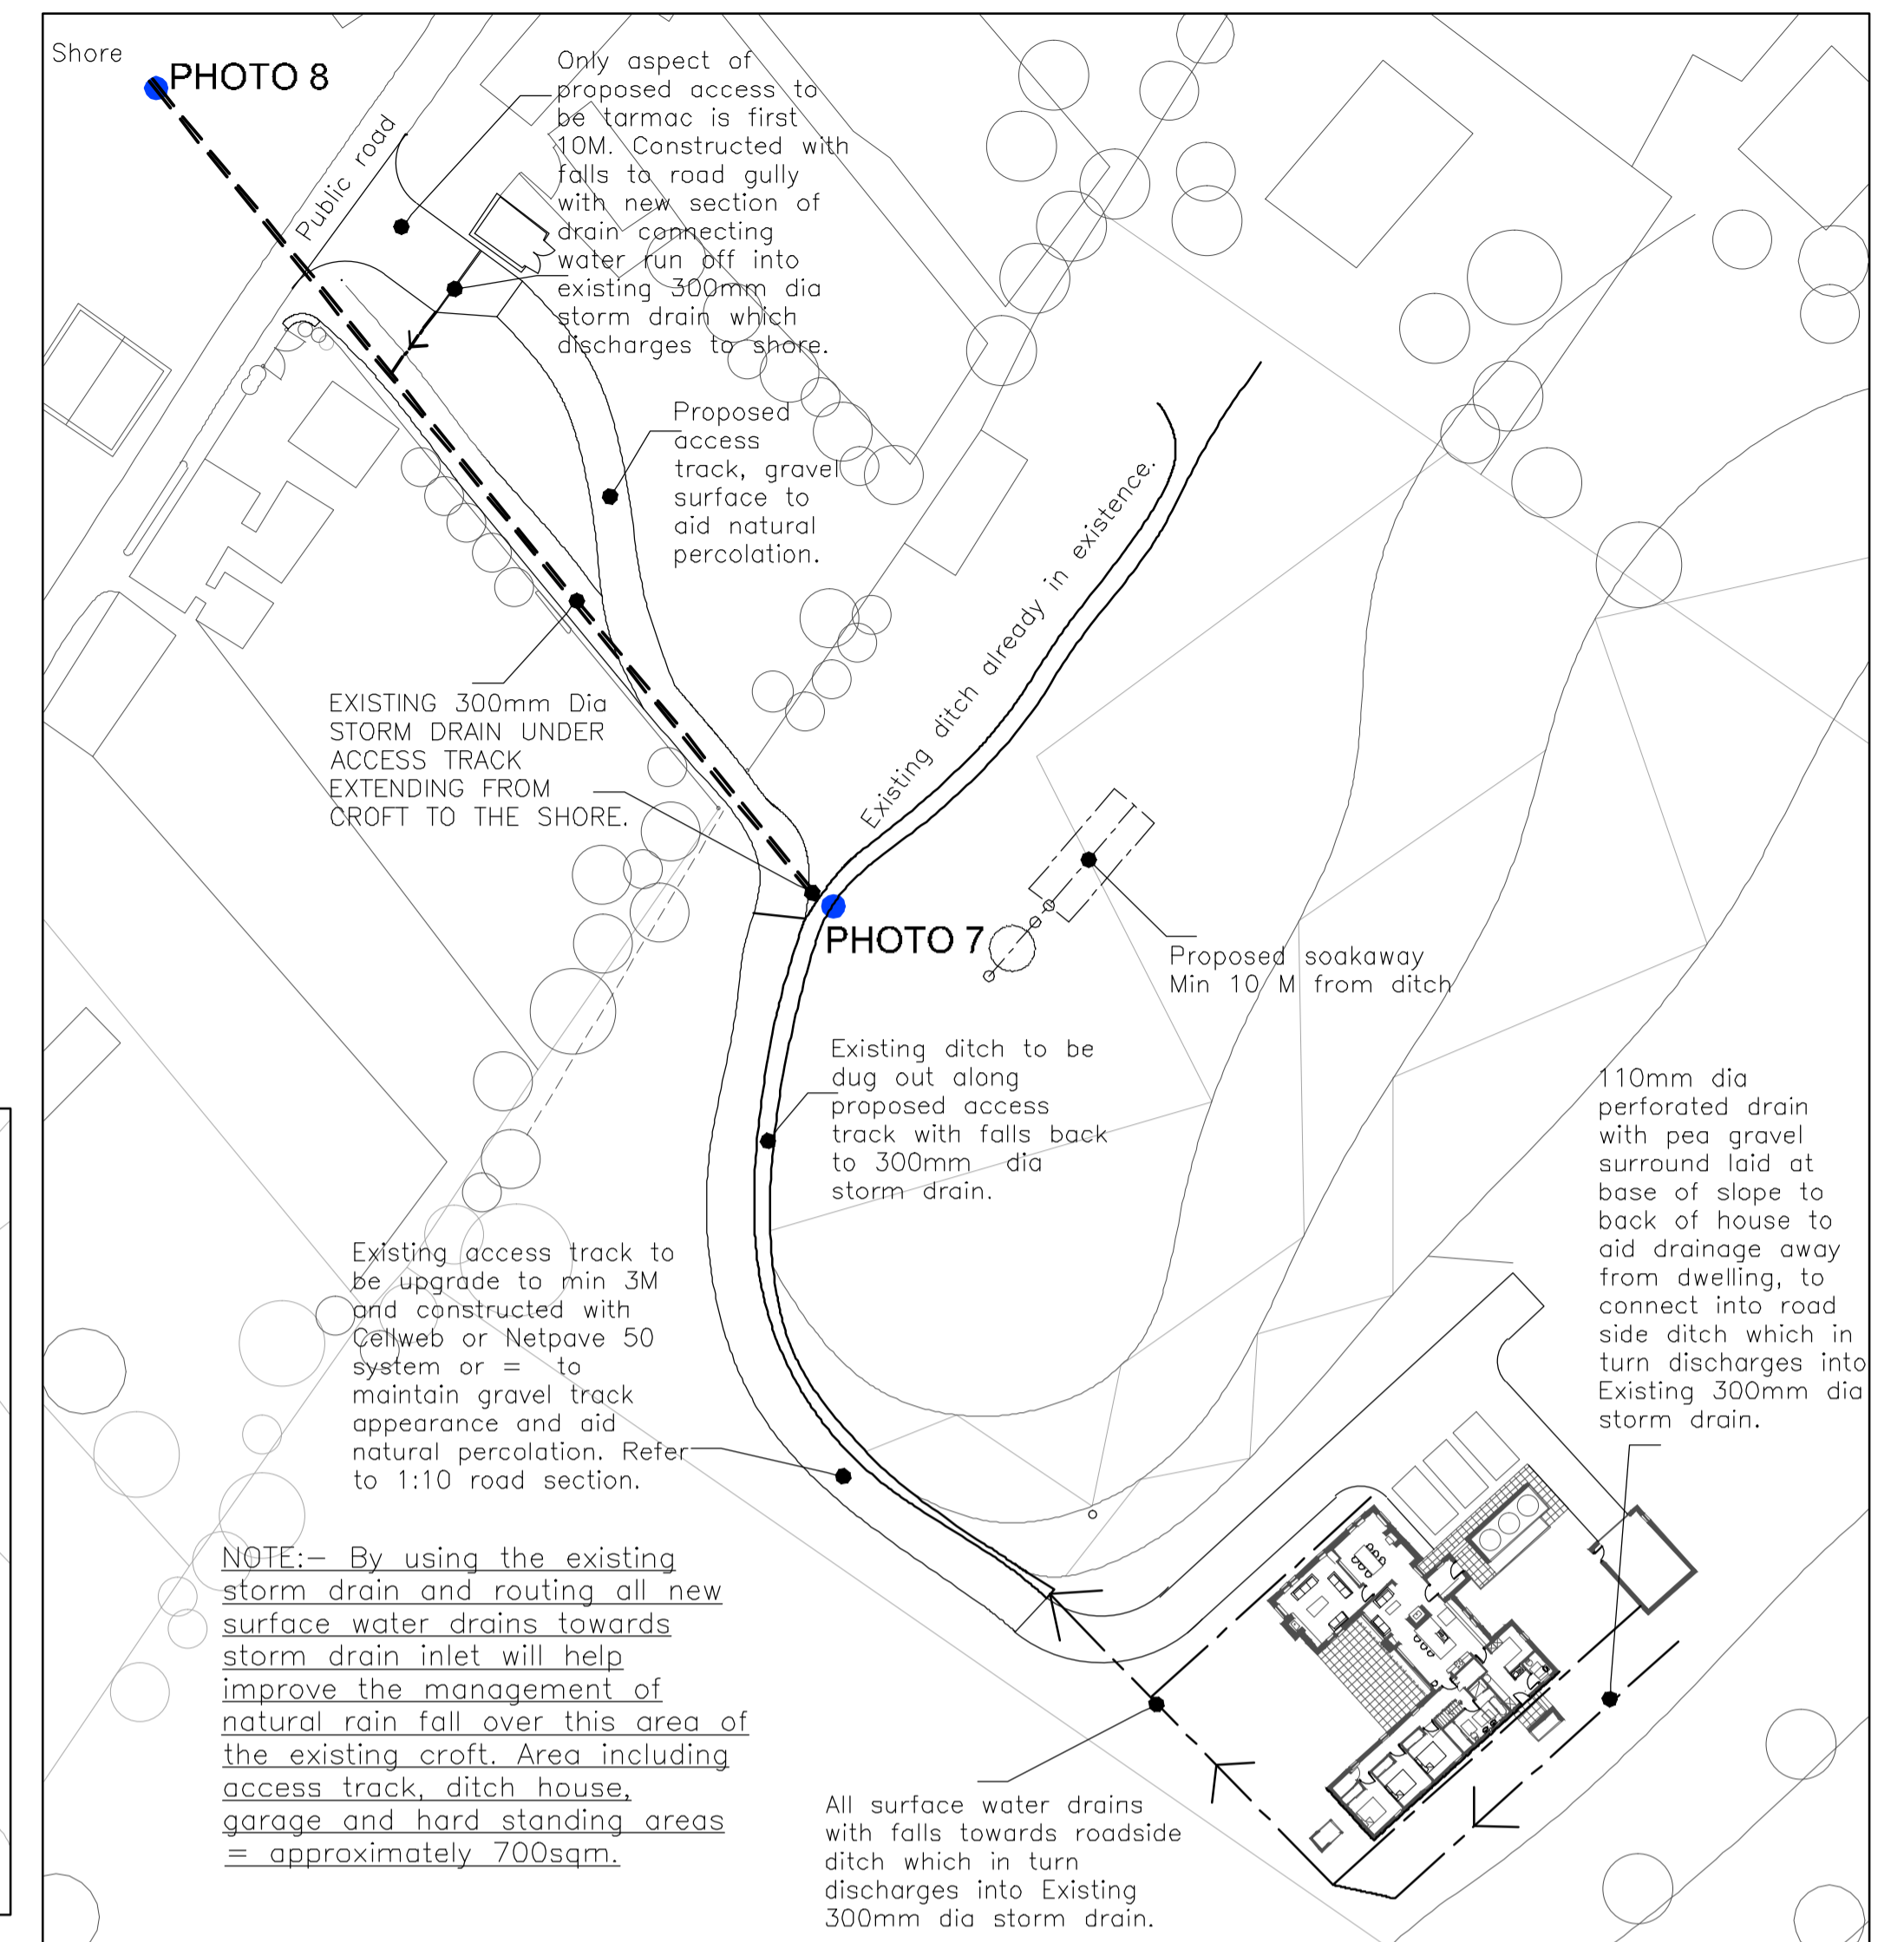 Shore
PHOTO 8
Public road
Only aspect of
proposed access to
be tarmac is first
10M. Constructed with
falls to road gully
with new section of
drain connecting
water run off into
existing 300mm dia
storm drain which
discharges to shore.
Proposed
access
track, gravel
surface to
aid natural
percolation.
Existing ditch already in existence.
EXISTING 300mm Dia
STORM DRAIN UNDER
ACCESS TRACK
EXTENDING FROM
CROFT TO THE SHORE.
PHOTO 7
Proposed soakaway
Min 10 M from ditch
Existing ditch to be
dug out along
proposed access
track with falls back
to 300mm dia
storm drain.
110mm dia
perforated drain
with pea gravel
surround laid at
base of slope to
back of house to
aid drainage away
from dwelling, to
connect into road
side ditch which in
turn discharges into
Existing 300mm dia
storm drain.
Existing access track to
be upgrade to min 3M
and constructed with
Cellweb or Netpave 50
system or = to
maintain gravel track
appearance and aid
natural percolation. Refer
to 1:10 road section.
NOTE:- By using the existing
storm drain and routing all new
surface water drains towards
storm drain inlet will help
improve the management of
natural rain fall over this area of
the existing croft. Area including
access track, ditch house,
garage and hard standing areas
= approximately 700sqm.
All surface water drains
with falls towards roadside
ditch which in turn
discharges into Existing
300mm dia storm drain.